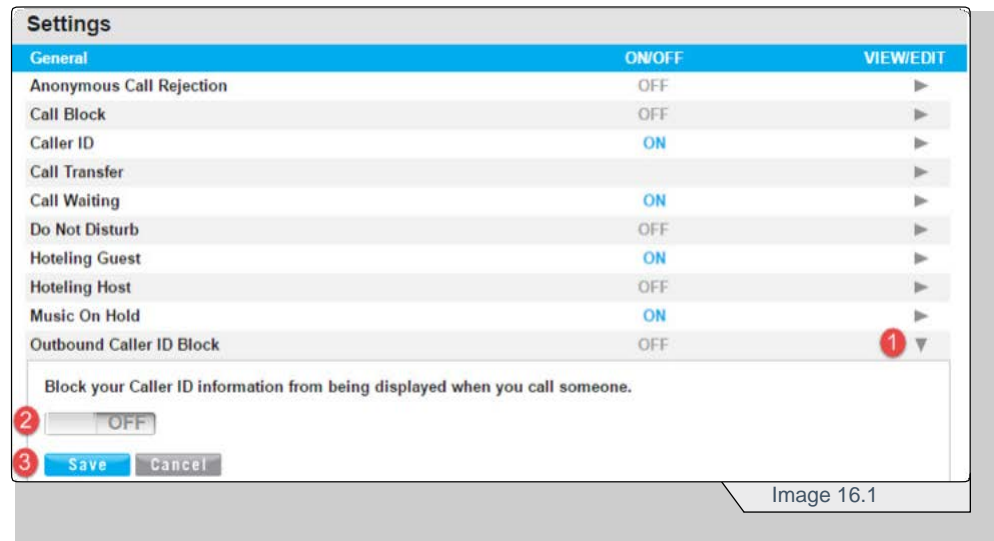 Settings
General ON/OFF VIEW/EDIT
Anonymous Call Rejection OFF
Call Block OFF
Caller ID ON
Call Transfer
Call Waiting ON
Do Not Disturb OFF
Hoteling Guest ON
Hoteling Host OFF
Music On Hold ON
Outbound Caller ID Block OFF 1
Block your Caller ID information from being displayed when you call someone.
2 OFF
3 Save Cancel
Image 16.1